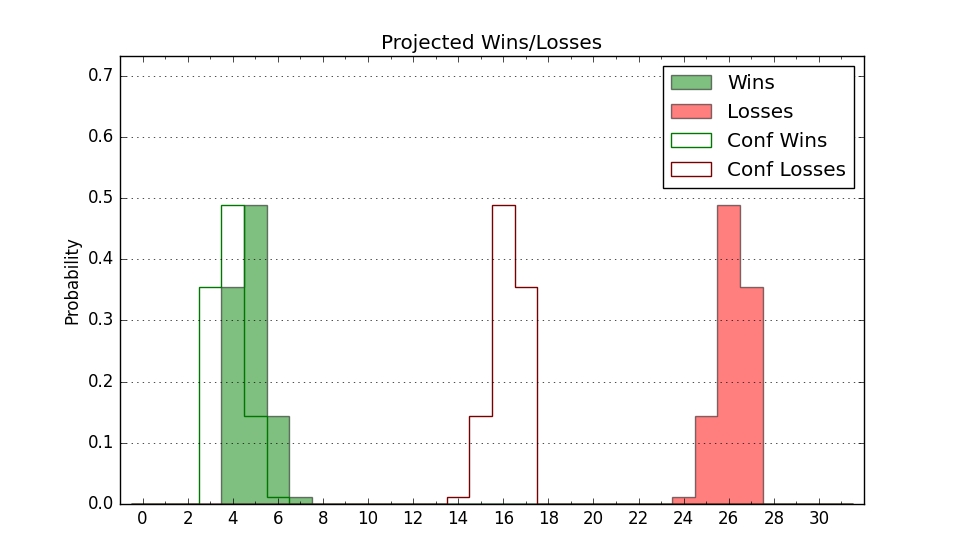 Projected Wins/Losses
Wins
Losses
Conf Wins
Conf Losses
Probability
0.7
0.6
0.5
0.4
0.3
0.2
0.1
0.0
0 2 4 6 8 10 12 14 16 18 20 22 24 26 28 30